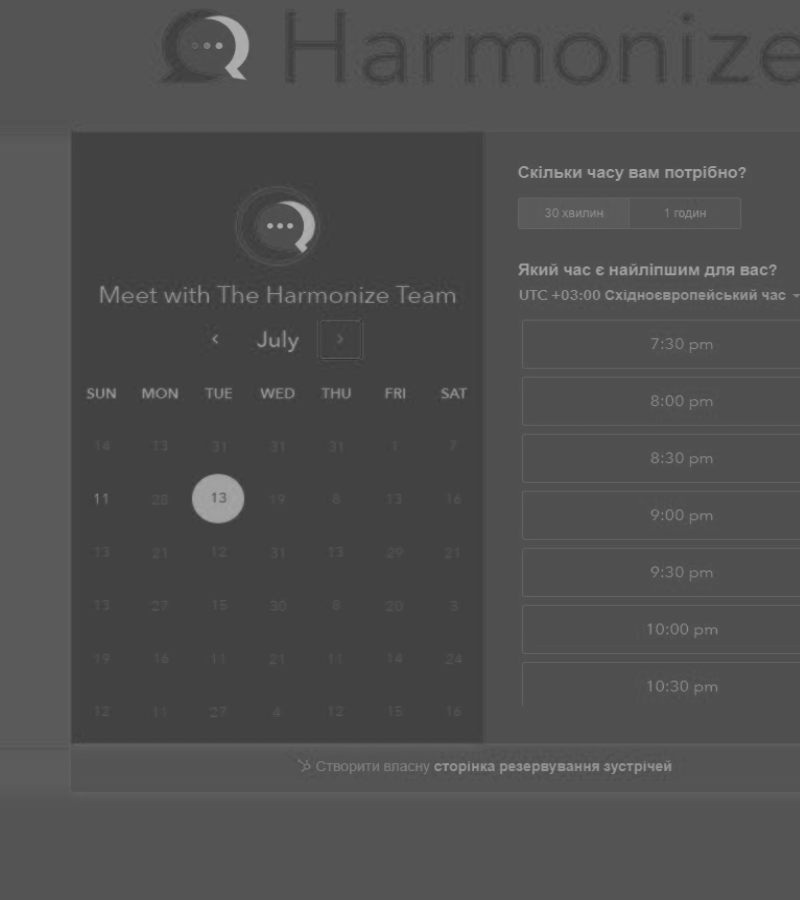 Harmonize
Meet with The Harmonize Team
July
SUN MON TUE WED THU FRI SAT
14 13 31 31 31 1 7
11 28 13 19 8 13 16
13 21 12 31 13 29 21
13 27 15 30 8 20 3
19 16 11 21 11 14 24
12 11 27 4 12 15 16
Скільки часу вам потрібно?
30 хвилин 1 годин
Який час є найліпшим для вас?
UTC +03:00 Східноєвропейський час
7:30 pm
8:00 pm
8:30 pm
9:00 pm
9:30 pm
10:00 pm
10:30 pm
Створити власну сторінка резервування зустрічей